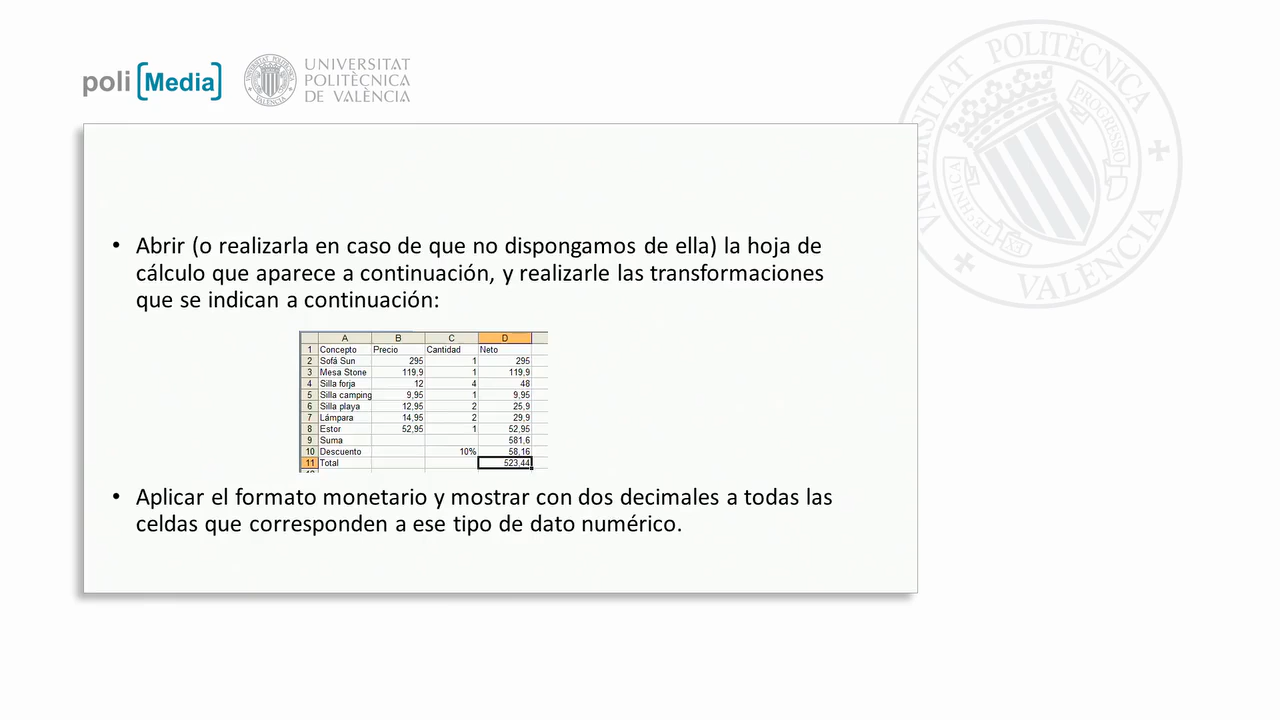 poli [Media]
UNIVERSITAT
POLITÈCNICA
DE VALÈNCIA
UNIVERSITAT POLITÈCNICA
VALÈNCIA
PROGRESSIO
EX TECHNICA
• Abrir (o realizarla en caso de que no dispongamos de ella) la hoja de
cálculo que aparece a continuación, y realizarle las transformaciones
que se indican a continuación:
A B C D
1 Concepto Precio Cantidad Neto
2 Sofá Sun 295 1 295
3 Mesa Stone 119,9 1 119,9
4 Silla forja 12 4 48
5 Silla camping 9,95 1 9,95
6 Silla playa 12,95 2 25,9
7 Lámpara 14,95 2 29,9
8 Estor 52,95 1 52,95
9 Suma 581,6
10 Descuento 10% 58,16
11 Total 523,44
• Aplicar el formato monetario y mostrar con dos decimales a todas las
celdas que corresponden a ese tipo de dato numérico.